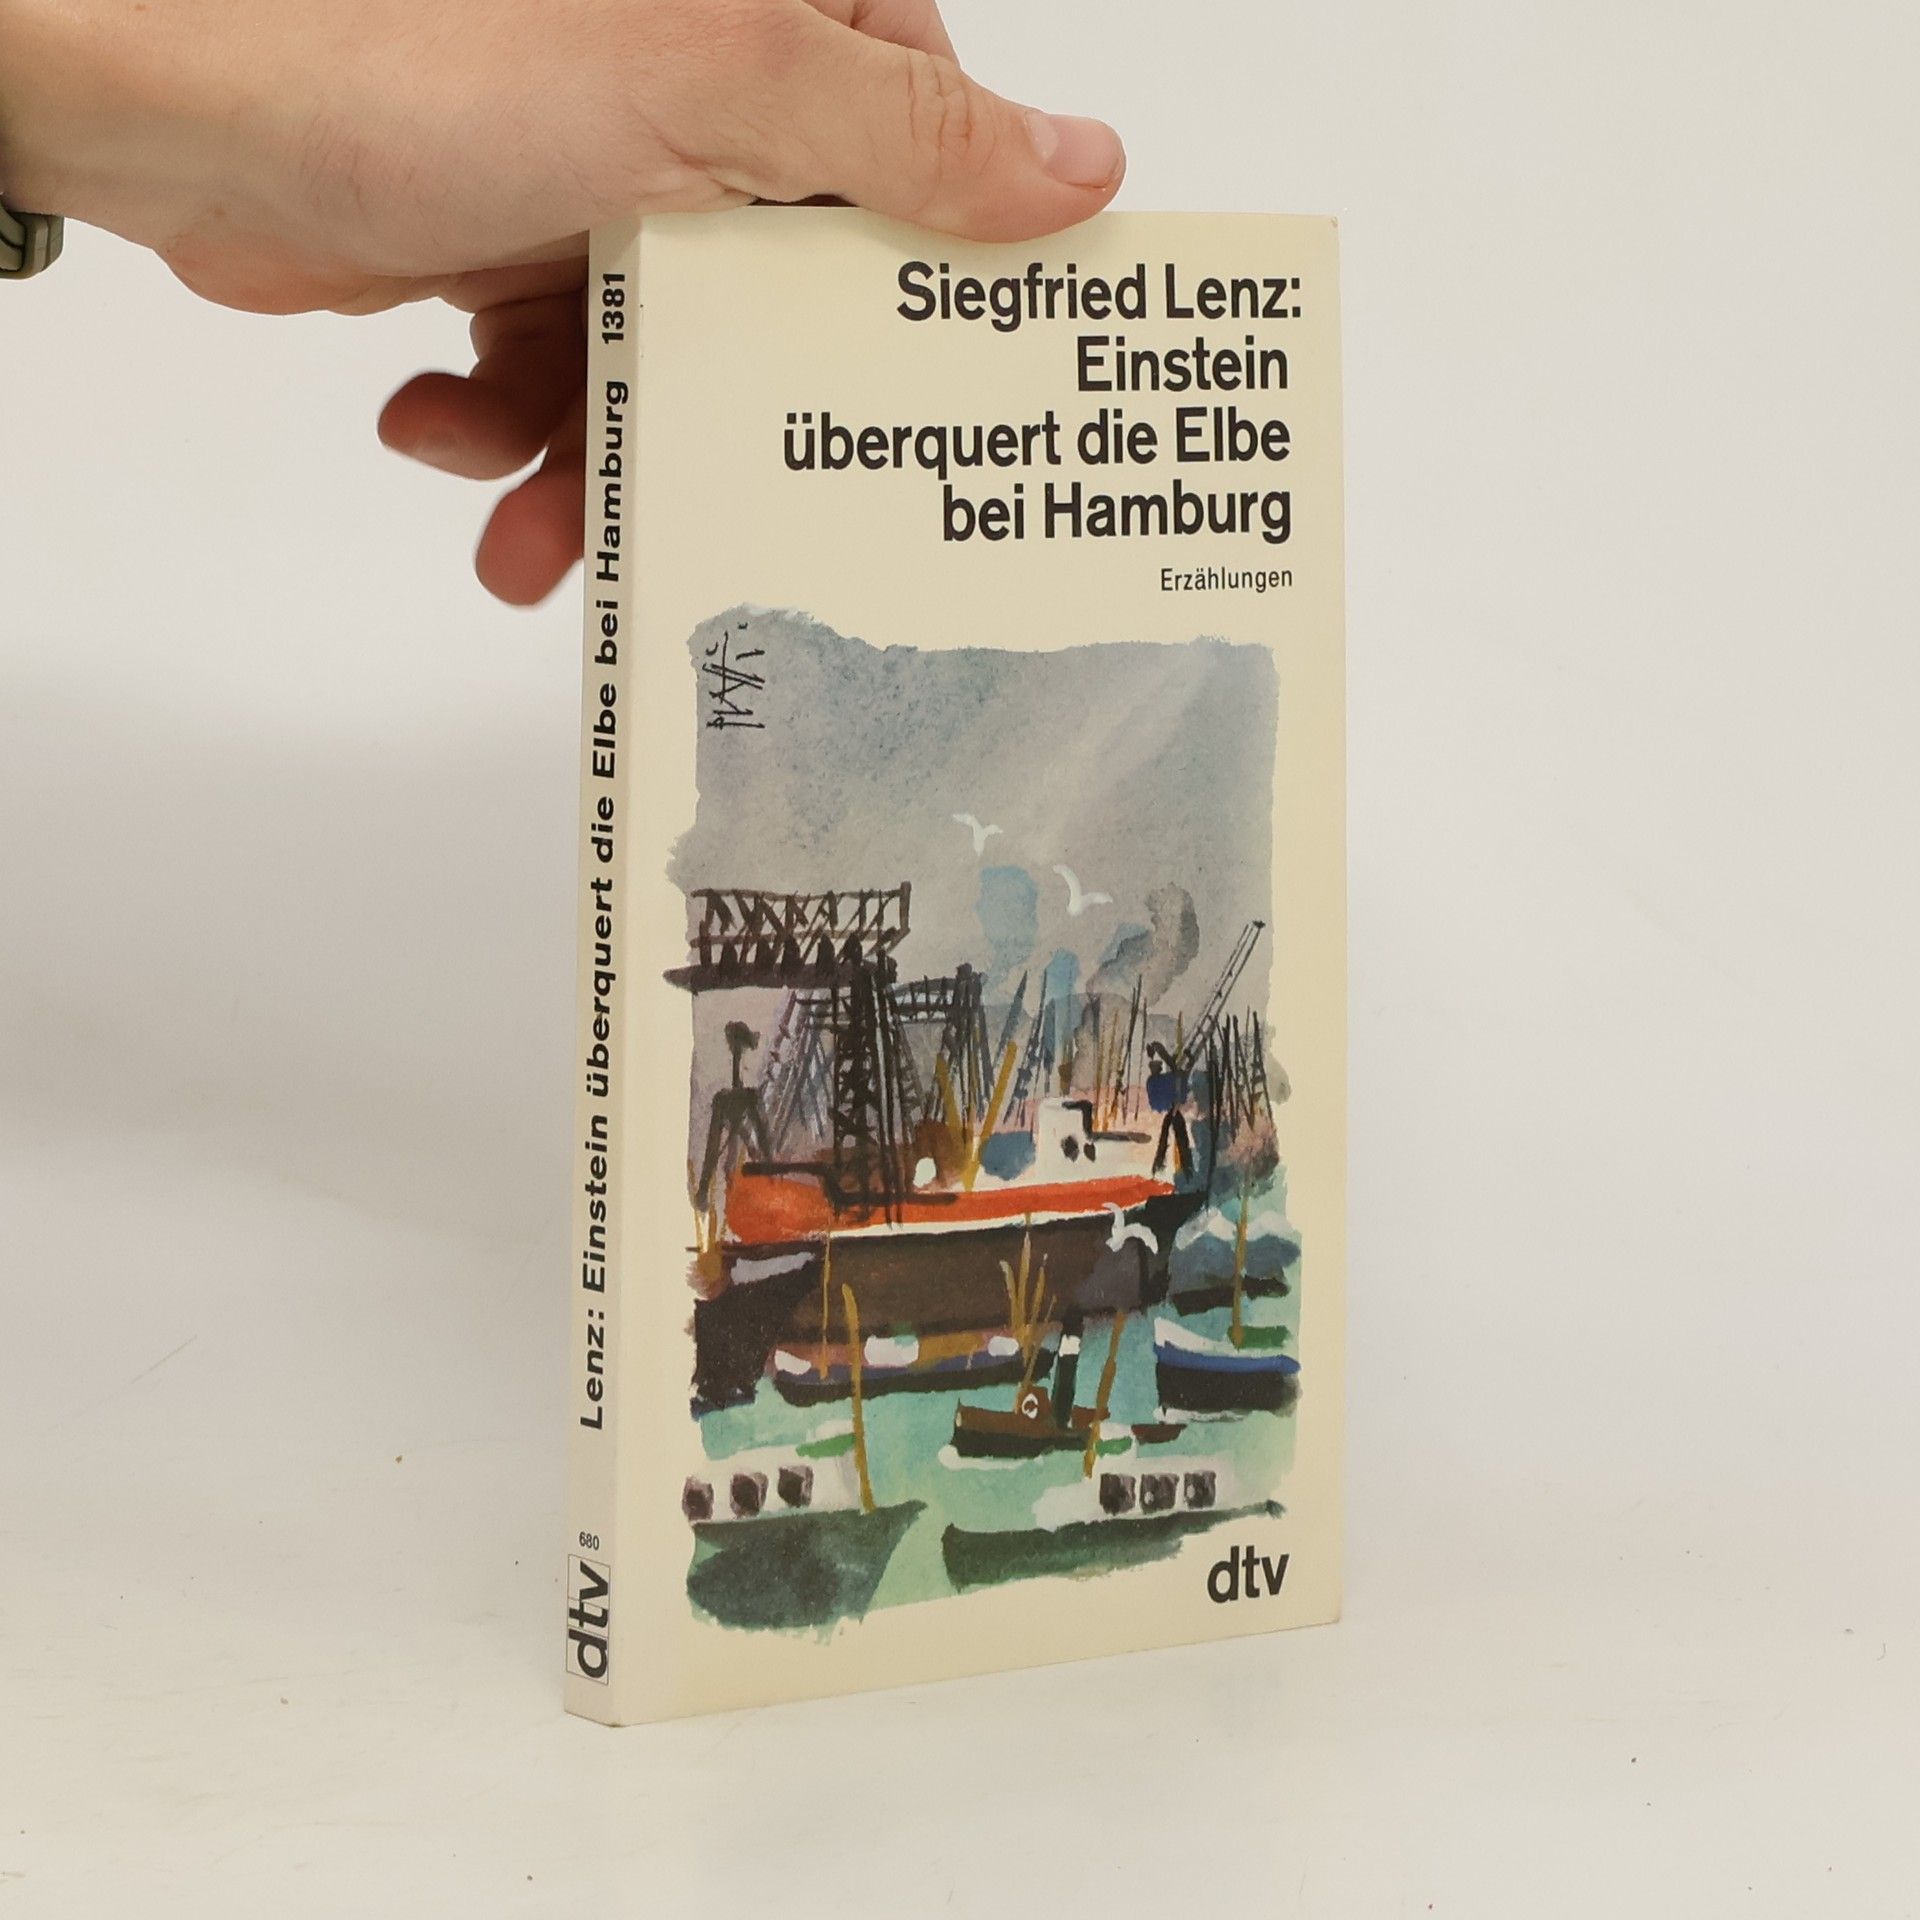 Siegfried Lenz:
Einstein
überquert die Elbe
bei Hamburg
Erzählungen
dtv
Lenz: Einstein überquert die Elbe bei Hamburg 1381
680
dtv